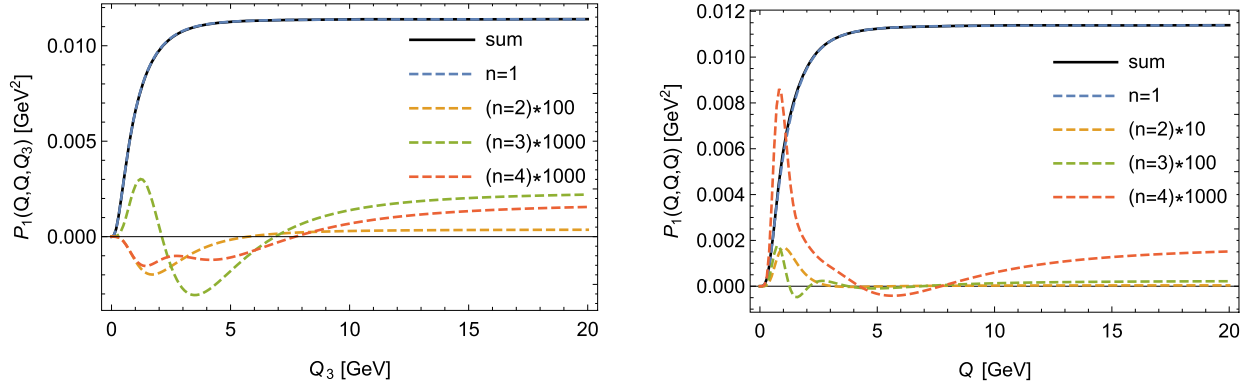 P₁(Q,Q,Q₃) [GeV²]
0.010
0.005
0.000
0 5 10 15 20
Q₃ [GeV]
sum
n=1
(n=2)*100
(n=3)*1000
(n=4)*1000
P₁(Q,Q,Q) [GeV²]
0.012
0.010
0.008
0.006
0.004
0.002
0.000
0 5 10 15 20
Q [GeV]
sum
n=1
(n=2)*10
(n=3)*100
(n=4)*1000